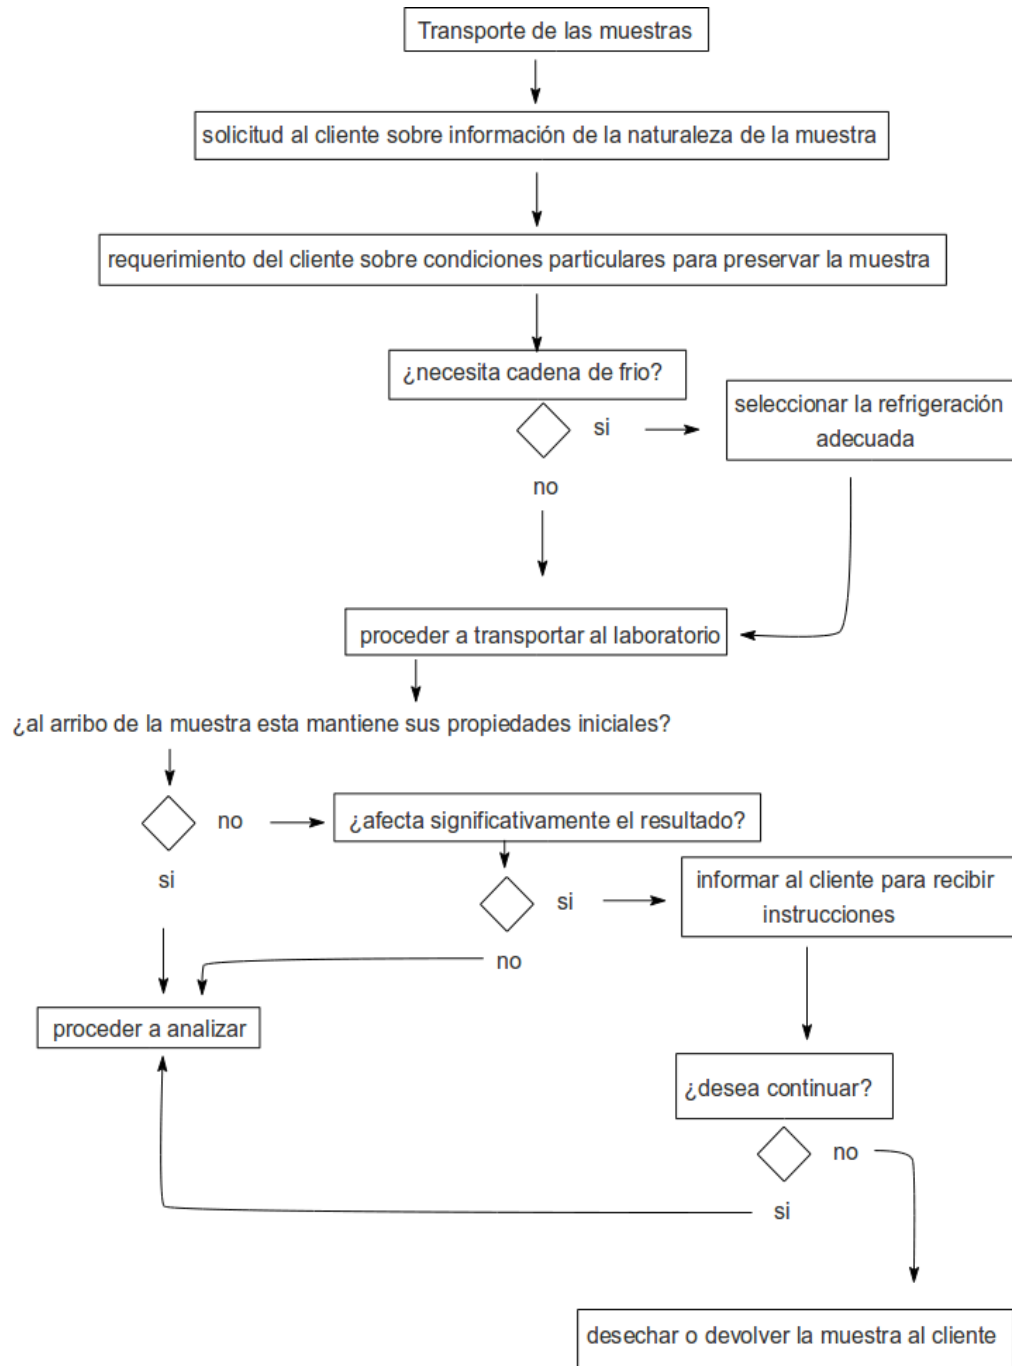 Transporte de las muestras
solicitud al cliente sobre información de la naturaleza de la muestra
requerimiento del cliente sobre condiciones particulares para preservar la muestra
¿necesita cadena de frio?
seleccionar la refrigeración
adecuada
si
no
proceder a transportar al laboratorio
¿al arribo de la muestra esta mantiene sus propiedades iniciales?
no
¿afecta significativamente el resultado?
si
si
informar al cliente para recibir
instrucciones
no
proceder a analizar
¿desea continuar?
no
si
desechar o devolver la muestra al cliente